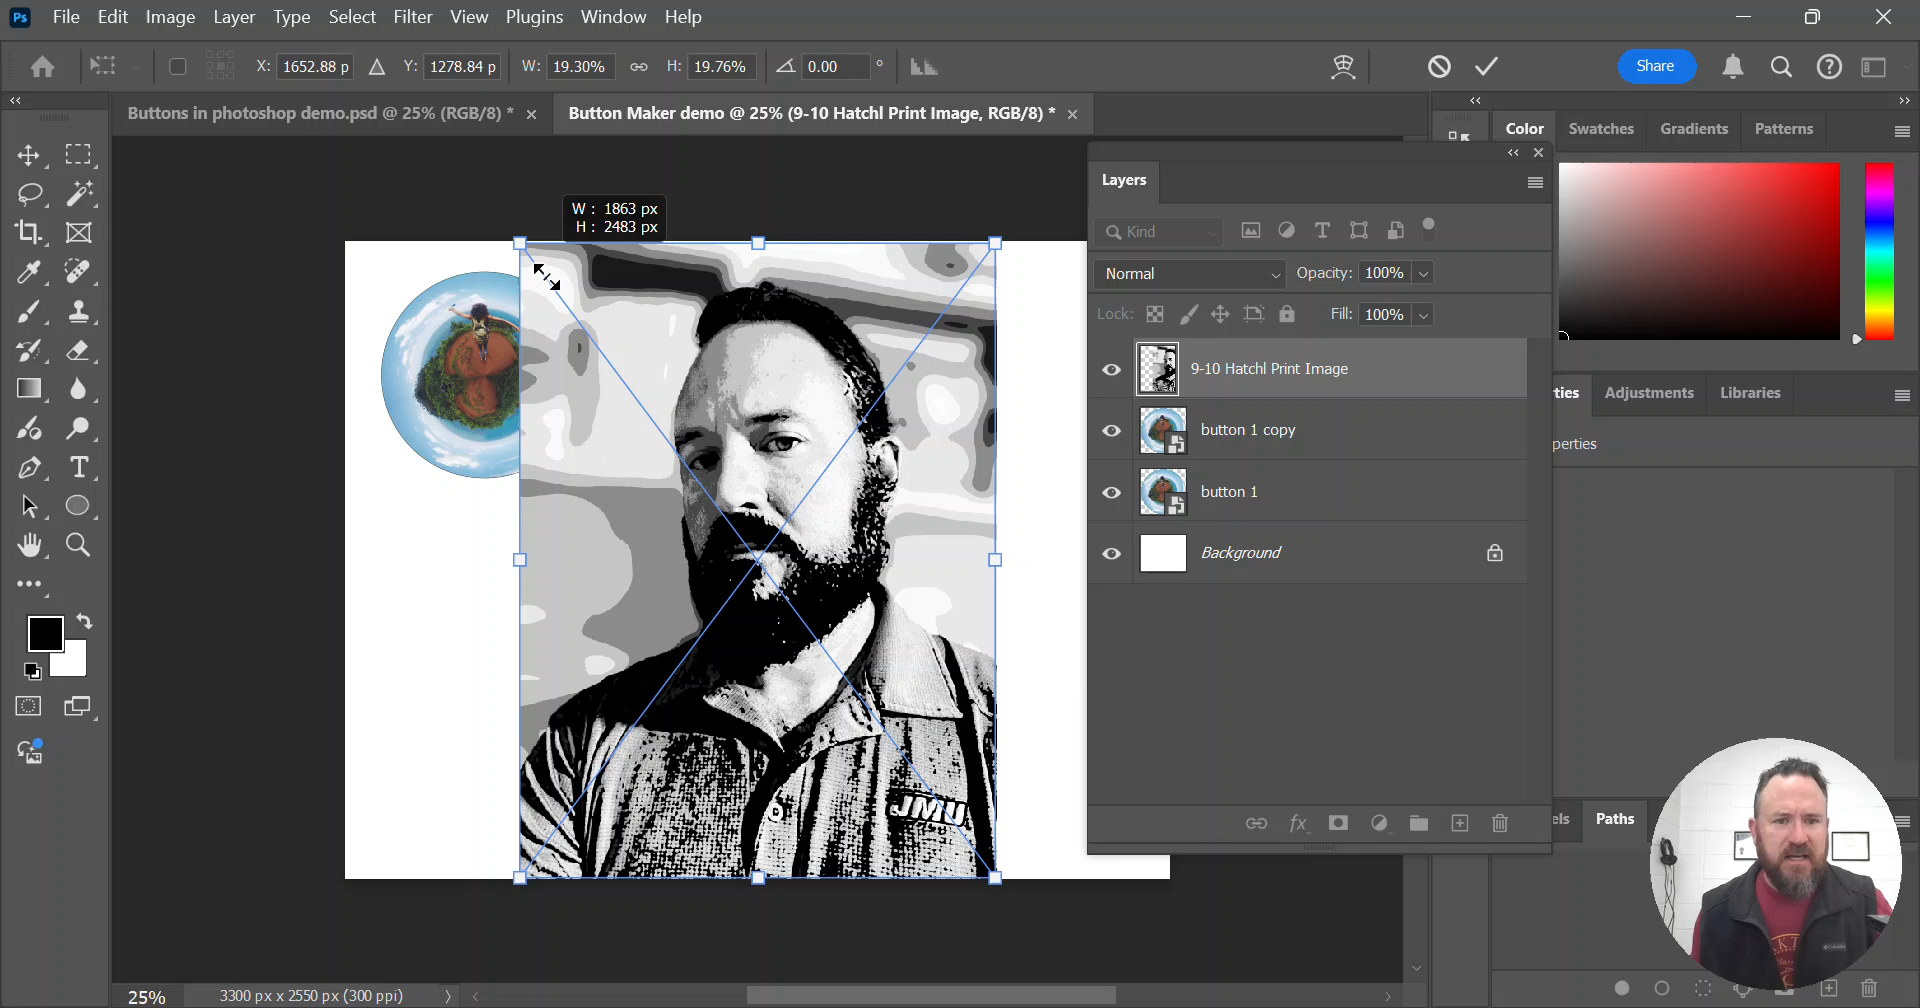 Ps File Edit Image Layer Type Select Filter View Plugins Window Help
X: 1652.88 p Y: 1278.84 p W: 19.30% H: 19.76% 0.00 ° Share
Buttons in photoshop demo.psd @ 25% (RGB/8) * Button Maker demo @ 25% (9-10 Hatchl Print Image, RGB/8) *
Color Swatches Gradients Patterns
Layers
W : 1863 px
H : 2483 px
Kind
Normal Opacity: 100%
Lock: Fill: 100%
9-10 Hatchl Print Image
button 1 copy
button 1
Background
ties Adjustments Libraries
perties
JMU
els Paths
25% 3300 px x 2550 px (300 ppi)